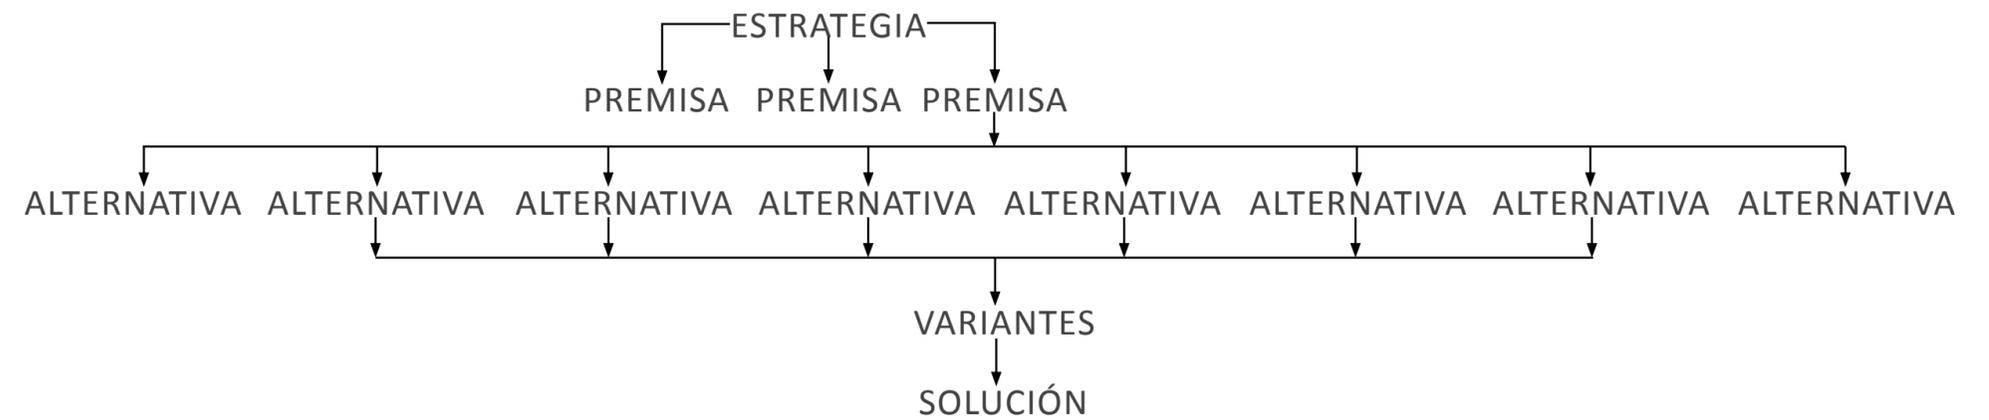 ESTRATEGIA
PREMISA PREMISA PREMISA
ALTERNATIVA ALTERNATIVA ALTERNATIVA ALTERNATIVA ALTERNATIVA ALTERNATIVA ALTERNATIVA ALTERNATIVA
VARIANTES
SOLUCIÓN